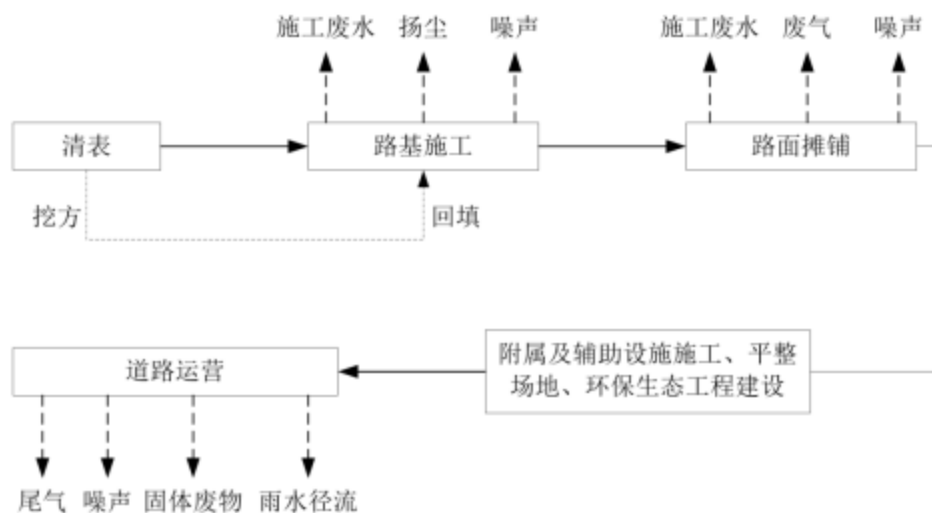 施工废水 扬尘 噪声 施工废水 废气 噪声
清表 路基施工 路面摊铺
挖方 回填
附属及辅助设施施工、平整
道路运营
场地、环保生态工程建设
尾气 噪声 固体废物 雨水径流